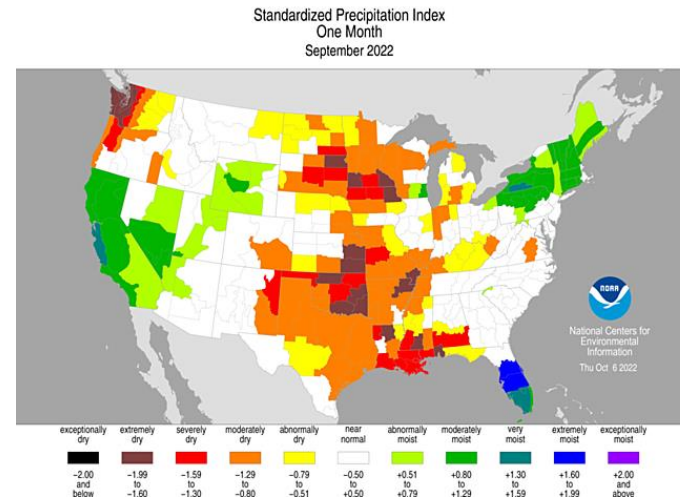 Standardized Precipitation Index
One Month
September 2022
NOAA
National Centers for
Environmental
Information
Thu Oct 6 2022
exceptionally dry
extremely dry
severely dry
moderately dry
abnormally dry
near normal
abnormally moist
moderately moist
very moist
extremely moist
exceptionally moist
−2.00 and below
−1.99 to −1.60
−1.59 to −1.30
−1.29 to −0.80
−0.79 to −0.51
−0.50 to +0.50
+0.51 to +0.79
+0.80 to +1.29
+1.30 to +1.59
+1.60 to +1.99
+2.00 and above